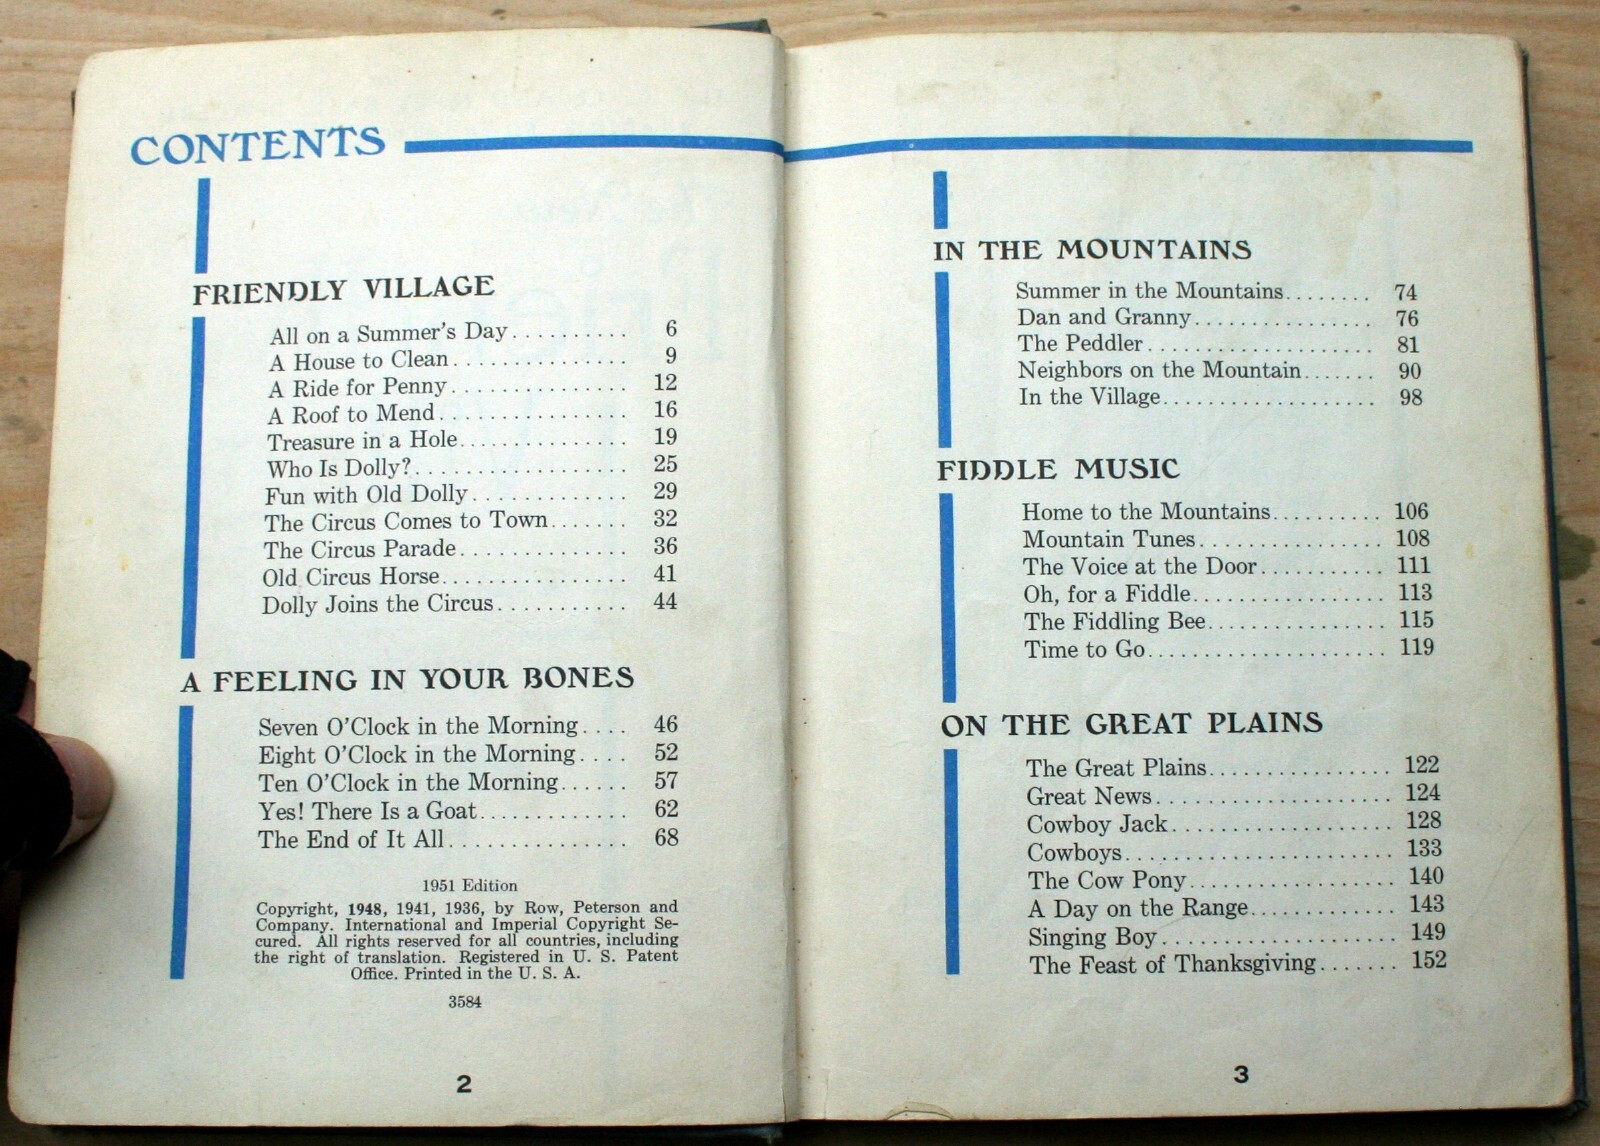 CONTENTS
FRIENDLY VILLAGE
All on a Summer's Day.......... 6
A House to Clean............. 9
A Ride for Penny............. 12
A Roof to Mend.............. 16
Treasure in a Hole............. 19
Who Is Dolly?................ 25
Fun with Old Dolly............ 29
The Circus Comes to Town....... 32
The Circus Parade............. 36
Old Circus Horse.............. 41
Dolly Joins the Circus........... 44
A FEELING IN YOUR BONES
Seven O'Clock in the Morning.... 46
Eight O'Clock in the Morning.... 52
Ten O'Clock in the Morning...... 57
Yes! There Is a Goat............ 62
The End of It All............... 68
1951 Edition
Copyright, 1948, 1941, 1936, by Row, Peterson and
Company. International and Imperial Copyright Se-
cured. All rights reserved for all countries, including
the right of translation. Registered in U. S. Patent
Office. Printed in the U. S. A.
3584
2
IN THE MOUNTAINS
Summer in the Mountains........ 74
Dan and Granny................ 76
The Peddler.................... 81
Neighbors on the Mountain....... 90
In the Village................... 98
FIDDLE MUSIC
Home to the Mountains.......... 106
Mountain Tunes................ 108
The Voice at the Door........... 111
Oh, for a Fiddle................. 113
The Fiddling Bee................ 115
Time to Go.................... 119
ON THE GREAT PLAINS
The Great Plains................ 122
Great News.................... 124
Cowboy Jack................... 128
Cowboys....................... 133
The Cow Pony.................. 140
A Day on the Range............. 143
Singing Boy.................... 149
The Feast of Thanksgiving....... 152
3